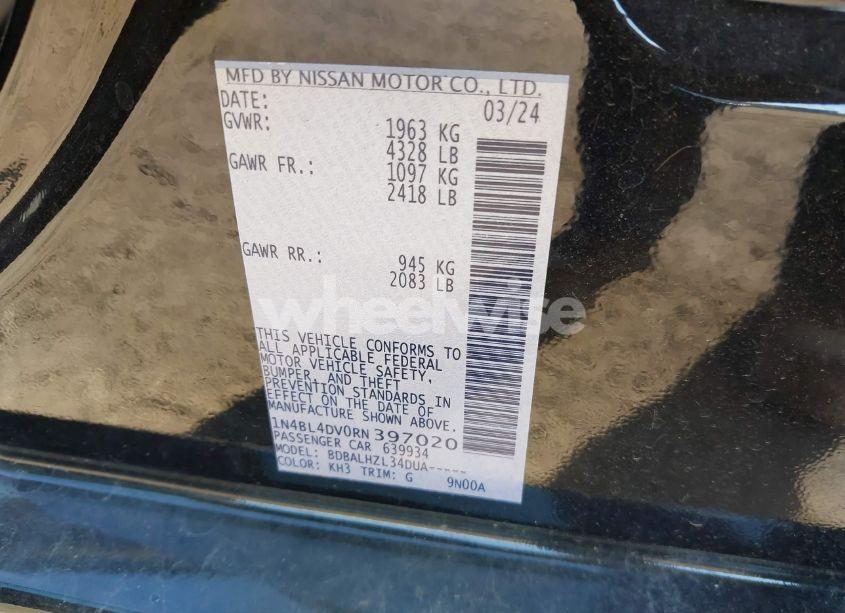 MFD BY NISSAN MOTOR CO., LTD.
DATE: 03/24
GVWR: 1963 KG
4328 LB
GAWR FR.: 1097 KG
2418 LB
GAWR RR.: 945 KG
2083 LB
wheelwise
THIS VEHICLE CONFORMS TO
ALL APPLICABLE FEDERAL
MOTOR VEHICLE SAFETY,
BUMPER, AND THEFT
PREVENTION STANDARDS IN
EFFECT ON THE DATE OF
MANUFACTURE SHOWN ABOVE.
1N4BL4DV0RN397020
PASSENGER CAR 639934
MODEL: BDBALHZL34DUA-----
COLOR: KH3 TRIM: G 9N00A